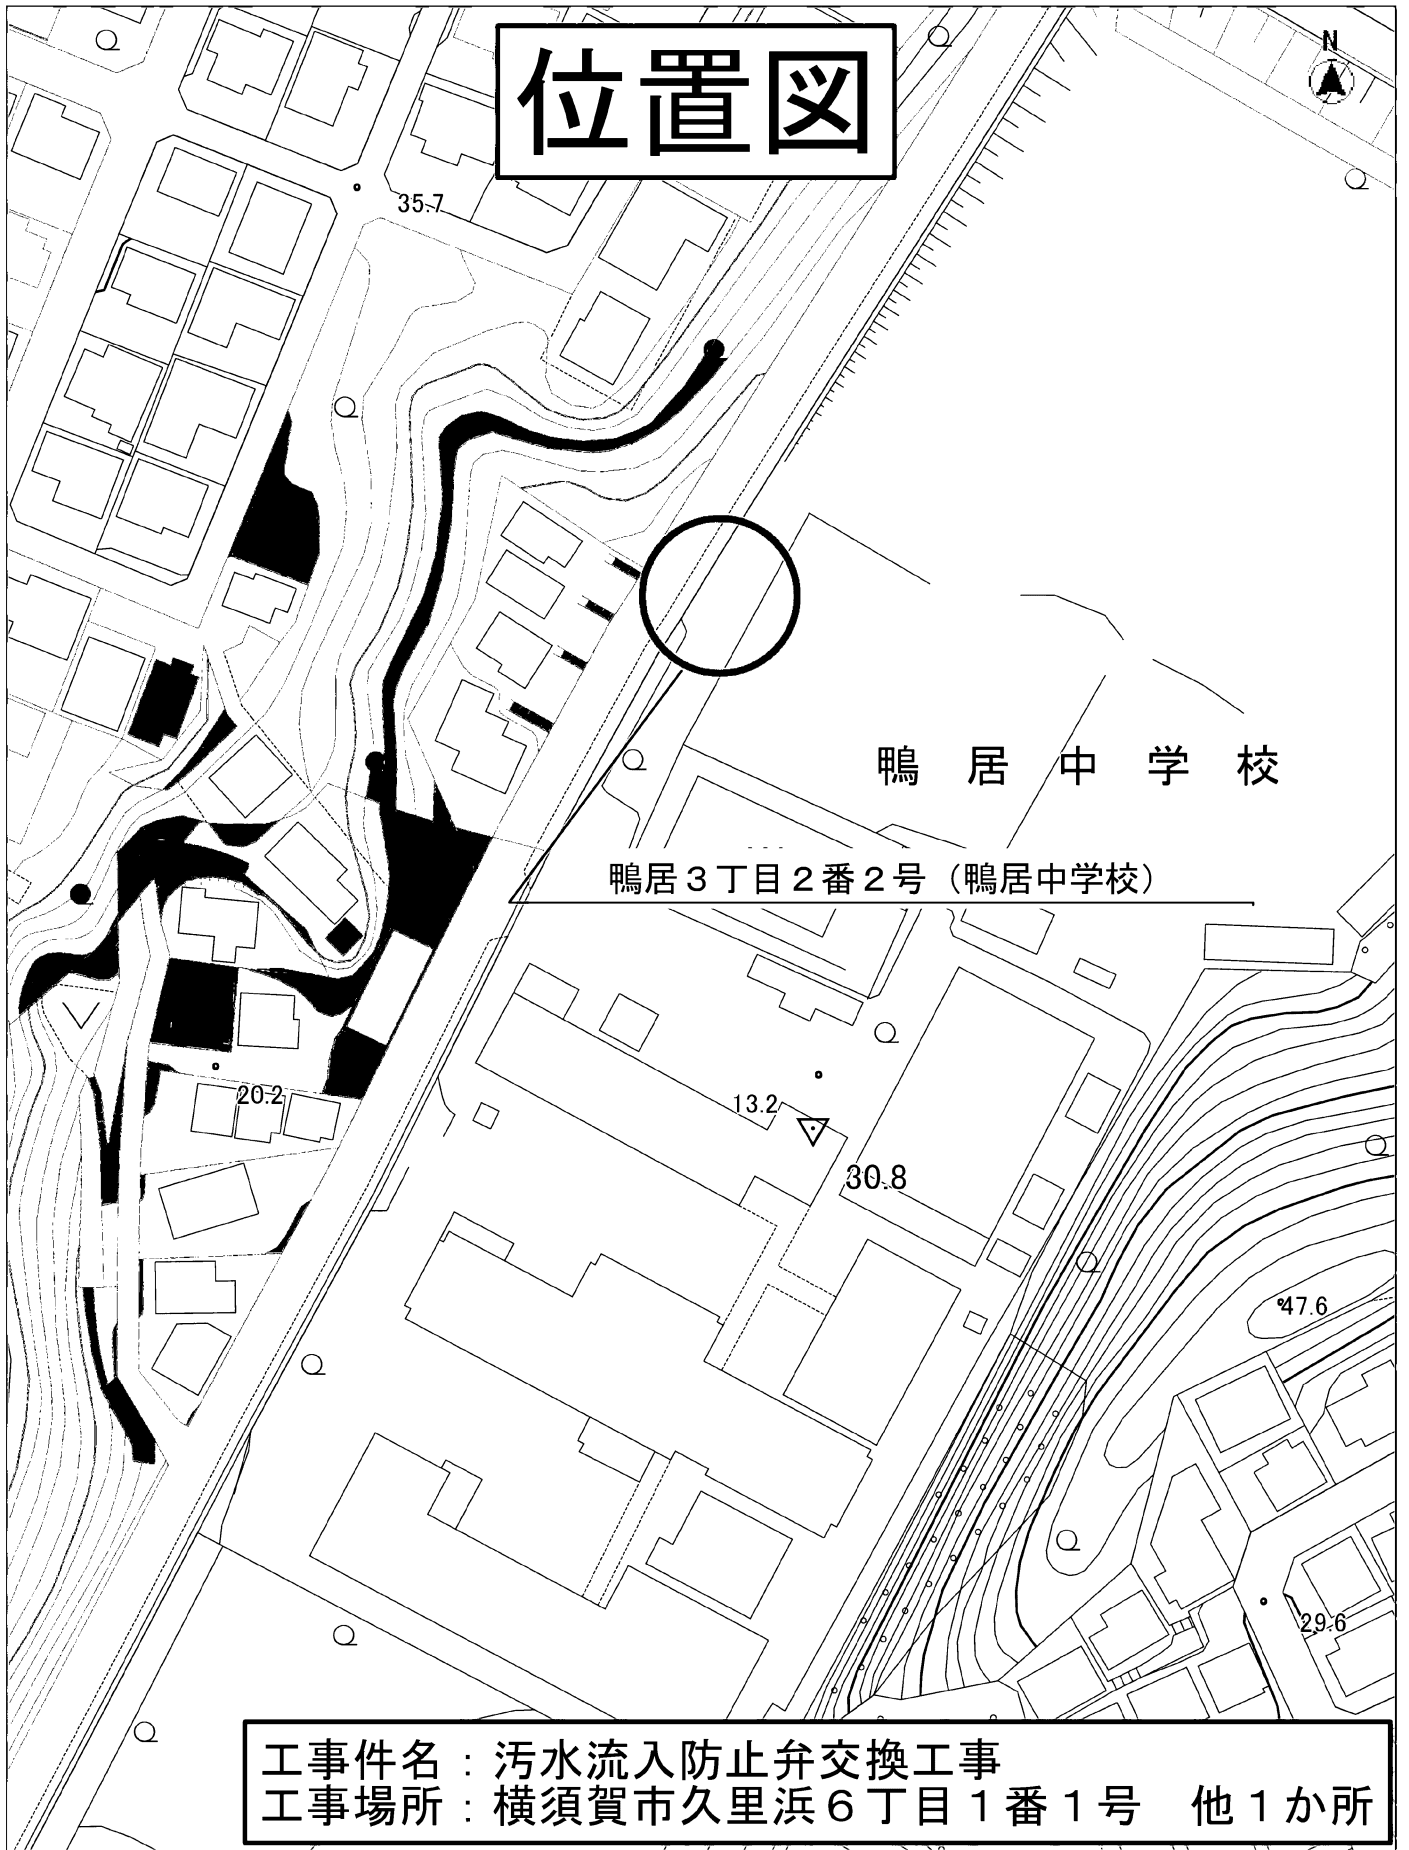 位置図
N
35.7
鴨居中学校
鴨居３丁目２番２号（鴨居中学校）
20.2
13.2
30.8
47.6
29.6
工事件名：汚水流入防止弁交換工事
工事場所：横須賀市久里浜６丁目１番１号　他１か所